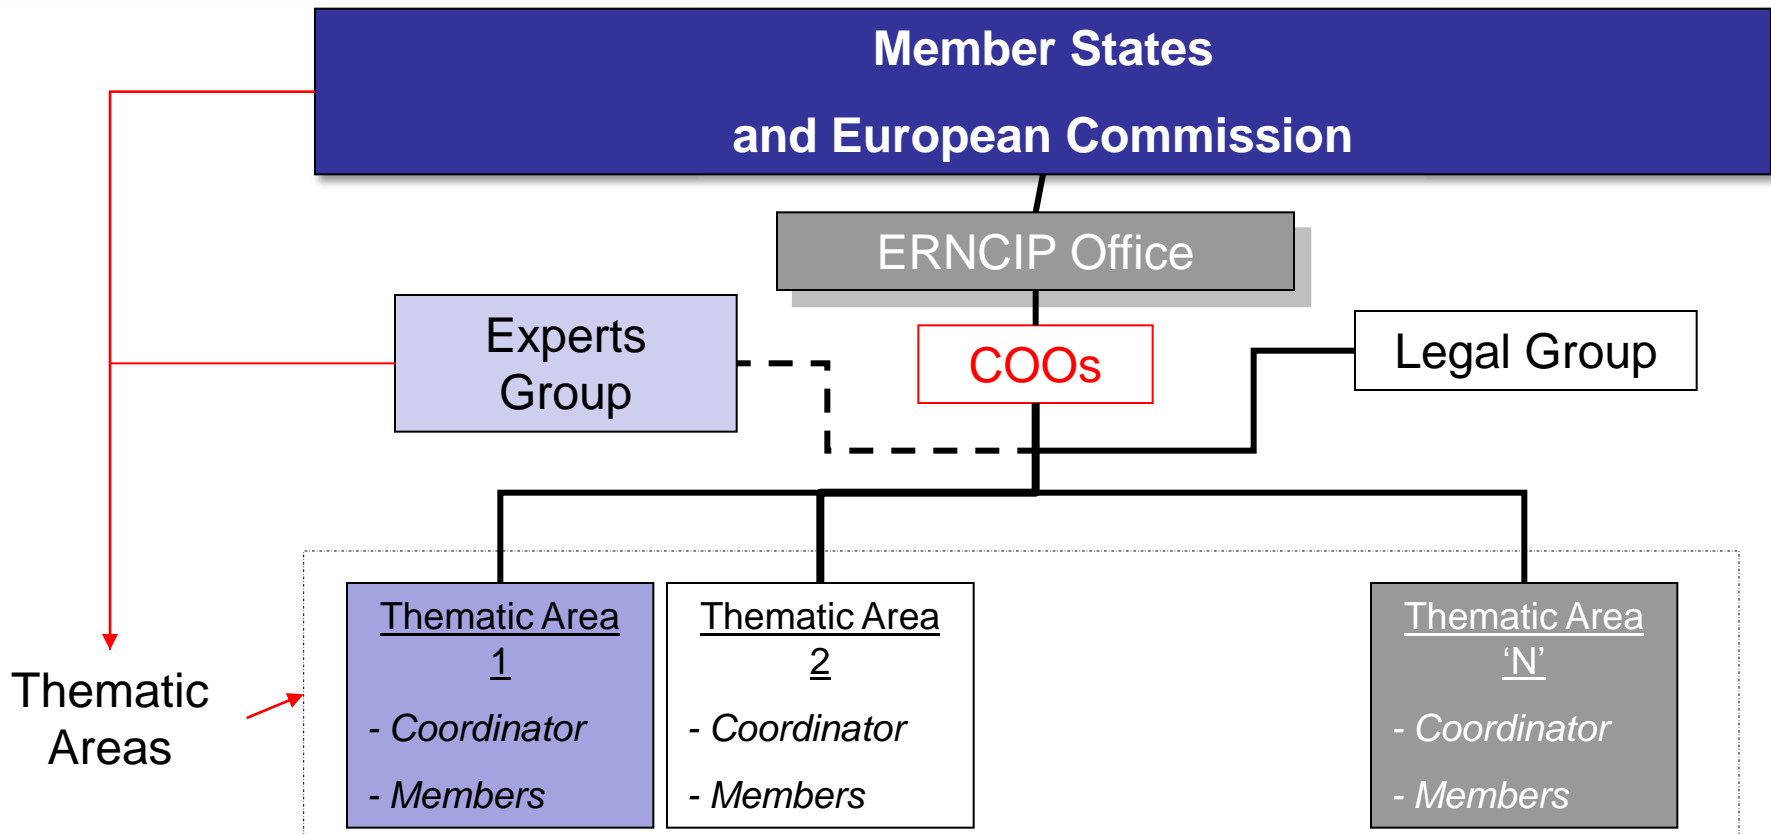 Member States
and European Commission
ERNCIP Office
Experts
Group
COOs
Legal Group
Thematic Area
1
- Coordinator
- Members
Thematic Area
2
- Coordinator
- Members
Thematic Area
‘N’
- Coordinator
- Members
Thematic
Areas